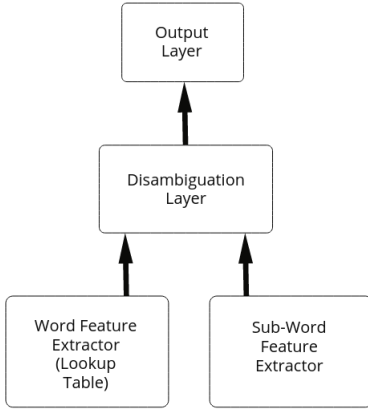 Output
Layer
Disambiguation
Layer
Word Feature
Extractor
(Lookup
Table)
Sub-Word
Feature
Extractor